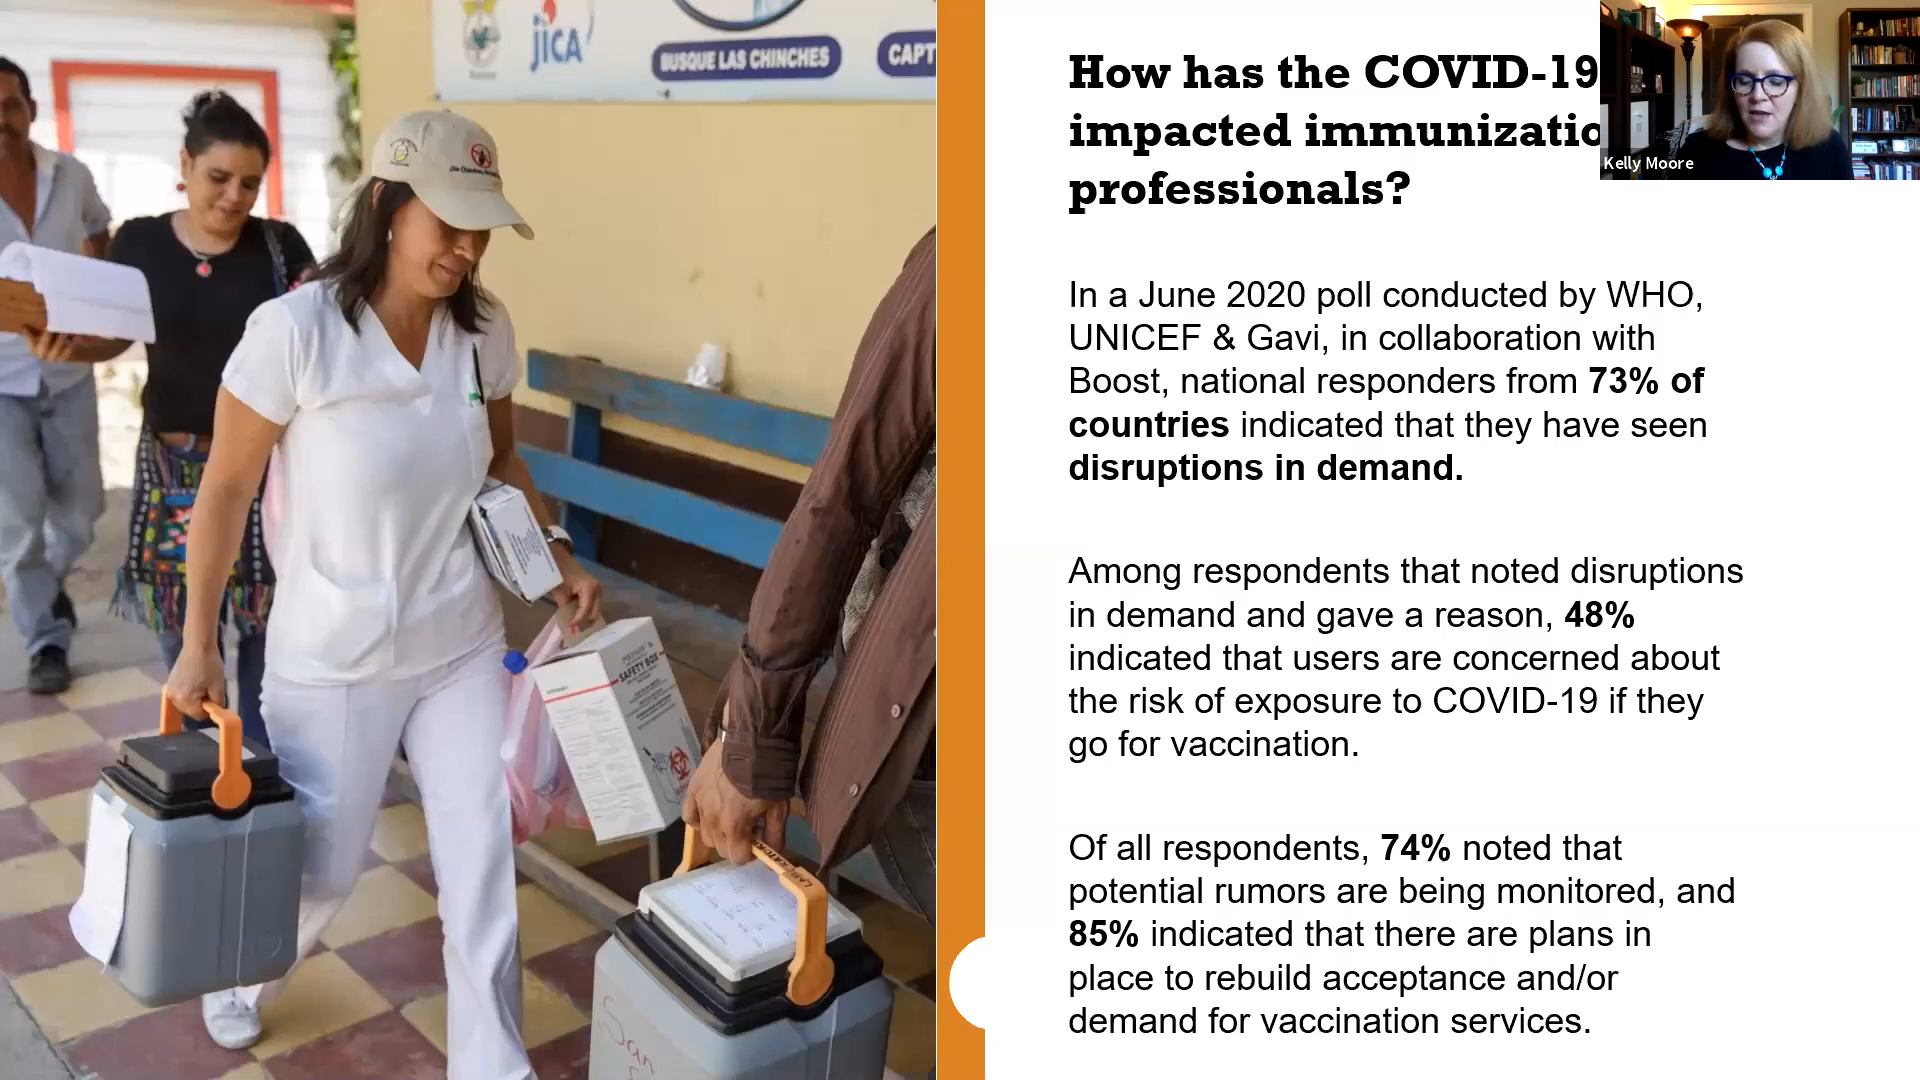 JICA
BUSQUE LAS CHINCHES
CAPT
SAFETY BOX
San
How has the COVID-19
impacted immunizatio
professionals?
Kelly Moore
In a June 2020 poll conducted by WHO,
UNICEF & Gavi, in collaboration with
Boost, national responders from 73% of
countries indicated that they have seen
disruptions in demand.
Among respondents that noted disruptions
in demand and gave a reason, 48%
indicated that users are concerned about
the risk of exposure to COVID-19 if they
go for vaccination.
Of all respondents, 74% noted that
potential rumors are being monitored, and
85% indicated that there are plans in
place to rebuild acceptance and/or
demand for vaccination services.